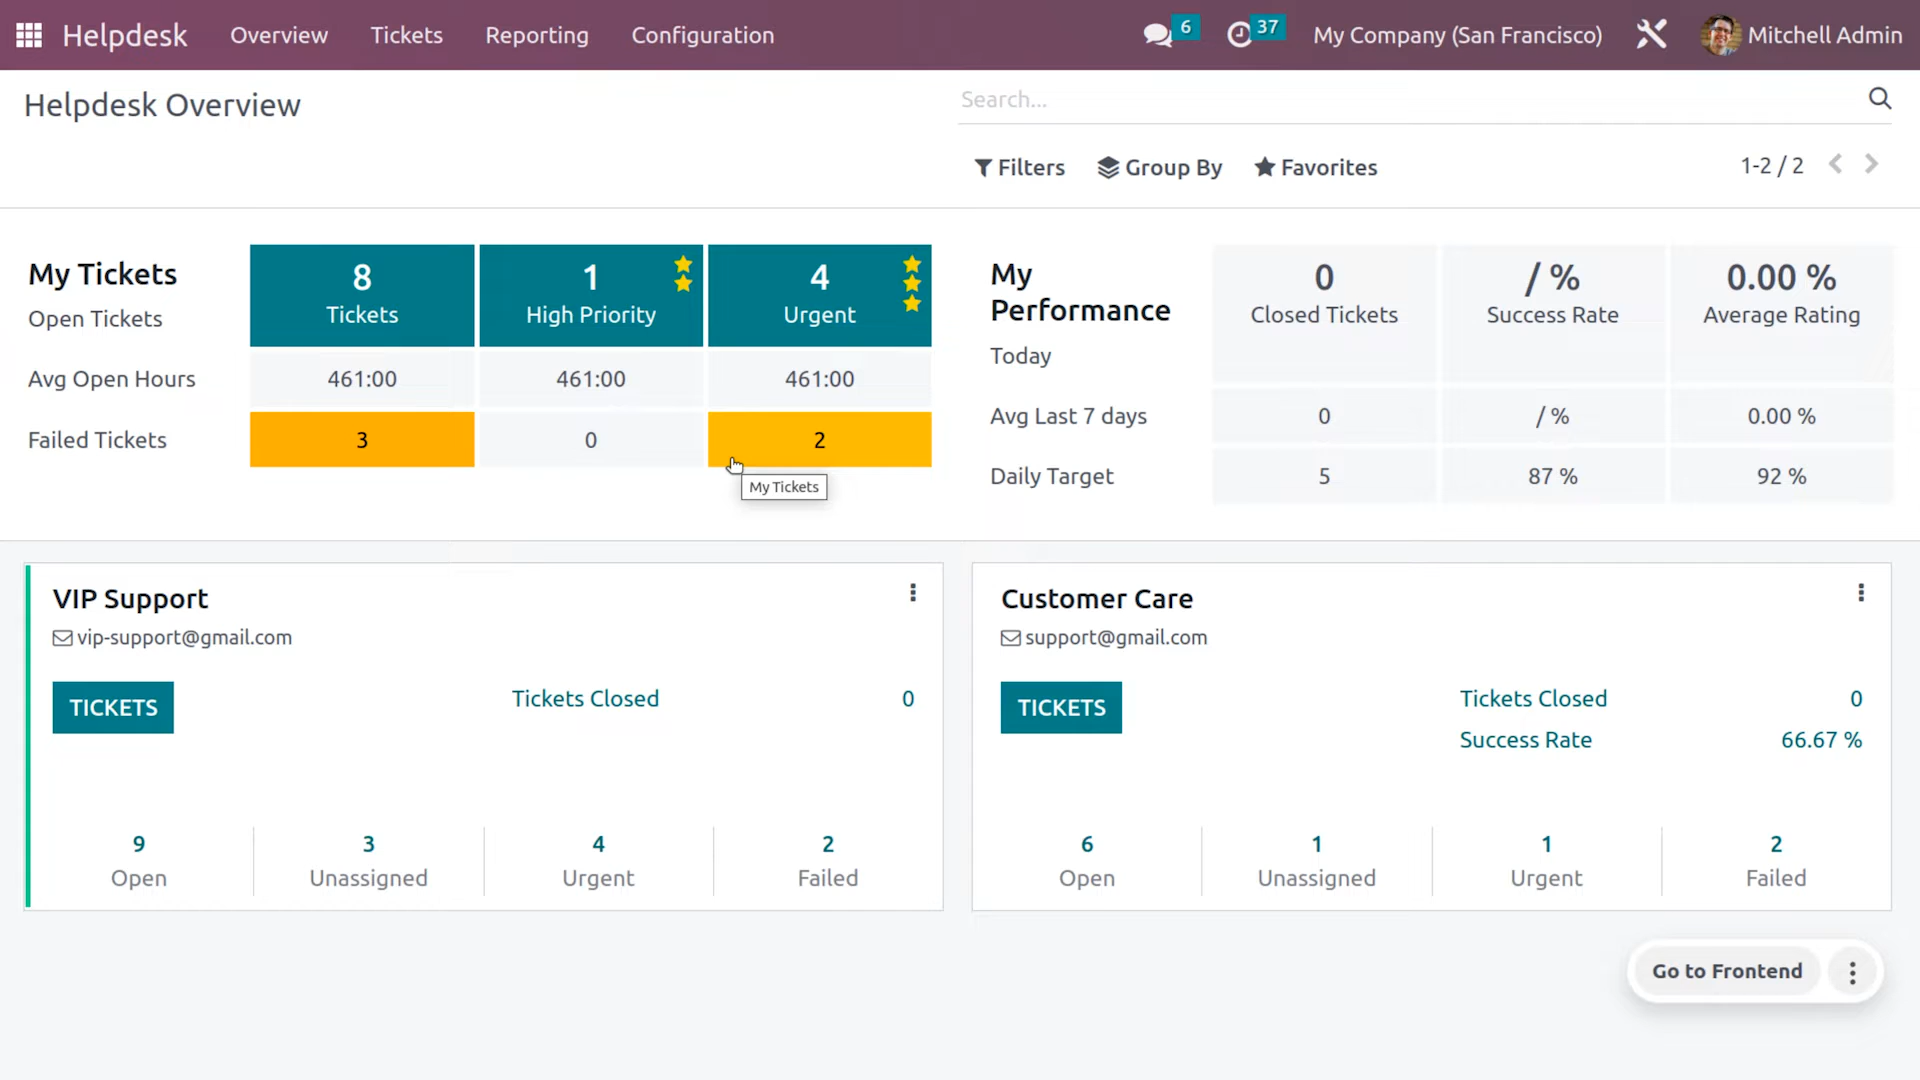 Helpdesk Overview Tickets Reporting Configuration 6 37 My Company (San Francisco) Mitchell Admin
Helpdesk Overview
Search...
Filters Group By Favorites 1-2 / 2
My Tickets
Open Tickets
8
Tickets
1
High Priority
4
Urgent
Avg Open Hours 461:00 461:00 461:00
Failed Tickets 3 0 2
My Tickets
My
Performance
Today
0
Closed Tickets
/ %
Success Rate
0.00 %
Average Rating
Avg Last 7 days 0 / % 0.00 %
Daily Target 5 87 % 92 %
VIP Support
vip-support@gmail.com
TICKETS
Tickets Closed 0
9
Open
3
Unassigned
4
Urgent
2
Failed
Customer Care
support@gmail.com
TICKETS
Tickets Closed 0
Success Rate 66.67 %
6
Open
1
Unassigned
1
Urgent
2
Failed
Go to Frontend